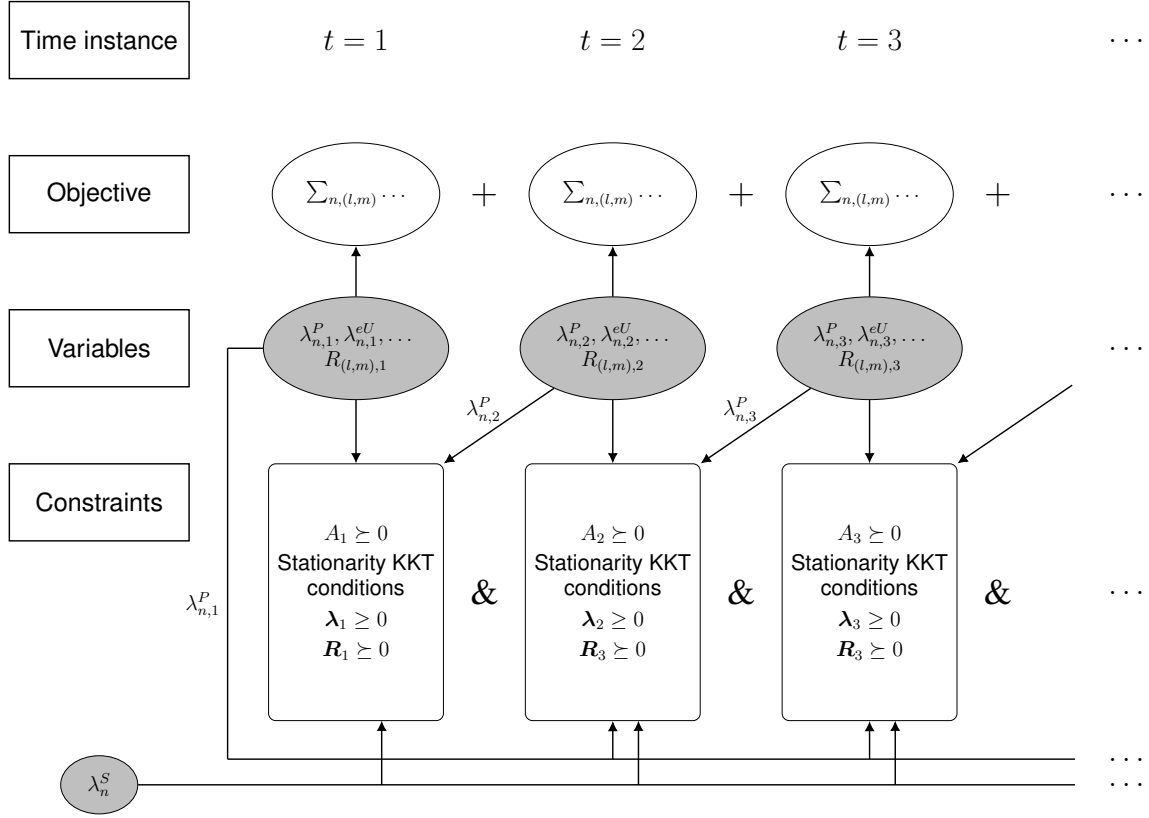 Time instance t = 1 t = 2 t = 3 ···
Objective ∑_{n,(l,m)} ··· + ∑_{n,(l,m)} ··· + ∑_{n,(l,m)} ··· + ···
Variables λ^P_{n,1}, λ^{eU}_{n,1}, ... λ^P_{n,2}, λ^{eU}_{n,2}, ... λ^P_{n,3}, λ^{eU}_{n,3}, ... ···
R_{(l,m),1} R_{(l,m),2} R_{(l,m),3}
λ^P_{n,2} λ^P_{n,3}
Constraints
A_1 ⪰ 0 A_2 ⪰ 0 A_3 ⪰ 0
Stationarity KKT Stationarity KKT Stationarity KKT
conditions & conditions & conditions & ···
λ^P_{n,1}
λ_1 ≥ 0 λ_2 ≥ 0 λ_3 ≥ 0
R_1 ⪰ 0 R_3 ⪰ 0 R_3 ⪰ 0
···
λ^S_n ···